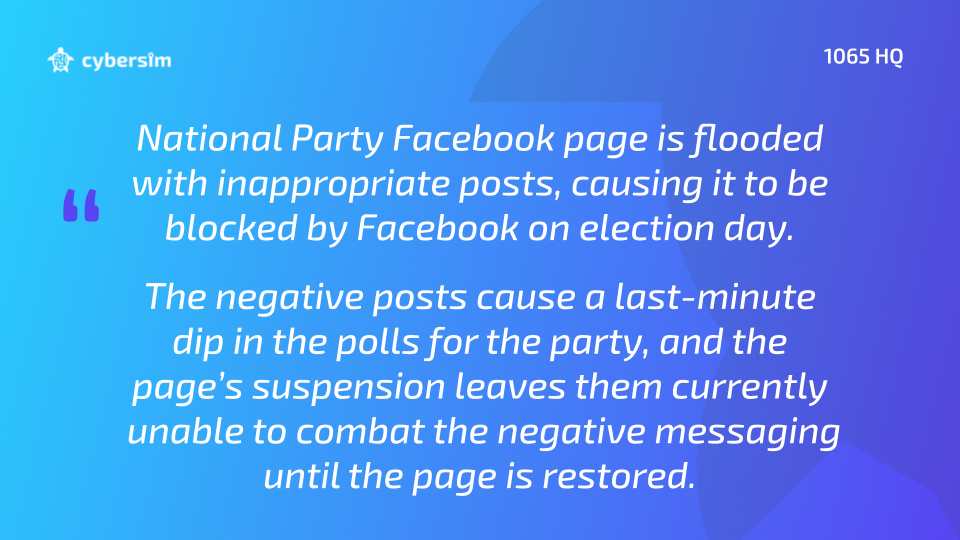 cybersim
1065 HQ
National Party Facebook page is flooded
with inappropriate posts, causing it to be
“
blocked by Facebook on election day.
The negative posts cause a last-minute
dip in the polls for the party, and the
page’s suspension leaves them currently
unable to combat the negative messaging
until the page is restored.